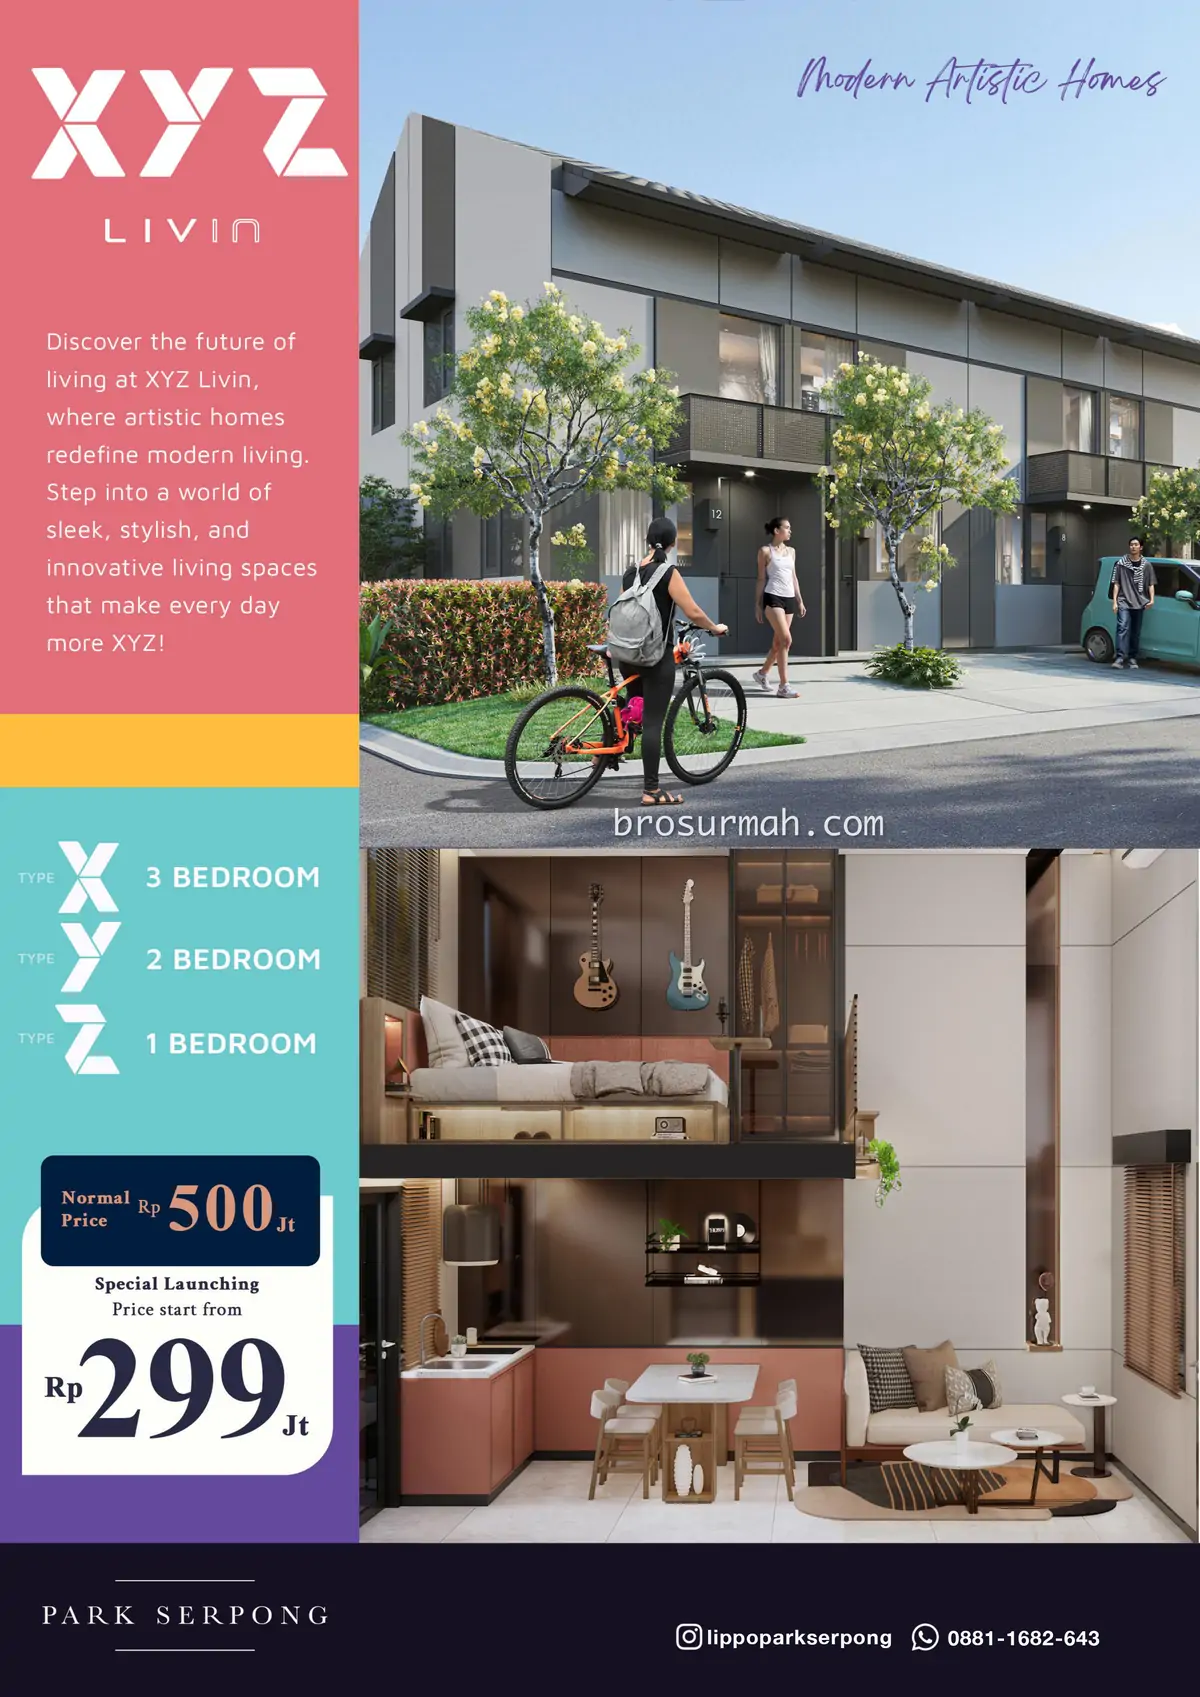 XYZ
LIVIN
Modern Artistic Homes
Discover the future of
living at XYZ Livin,
where artistic homes
redefine modern living.
Step into a world of
sleek, stylish, and
innovative living spaces
that make every day
more XYZ!
12
8
brosurmah.com
TYPE X 3 BEDROOM
TYPE Y 2 BEDROOM
TYPE Z 1 BEDROOM
Normal Price Rp 500 Jt
Special Launching
Price start from
Rp 299 Jt
PARK SERPONG
lippoparkserpong 0881-1682-643